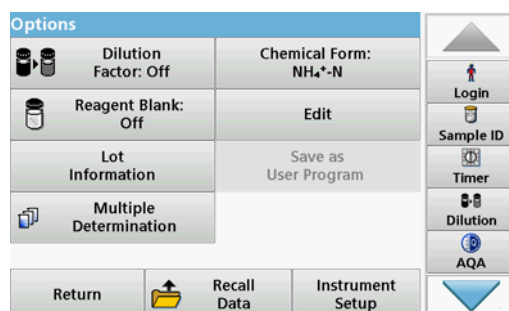 Options
Dilution
Factor: Off
Chemical Form:
NH₄⁺-N
Reagent Blank:
Off
Edit
Lot
Information
Save as
User Program
Multiple
Determination
Return
Recall
Data
Instrument
Setup
Login
Sample ID
Timer
Dilution
AQA